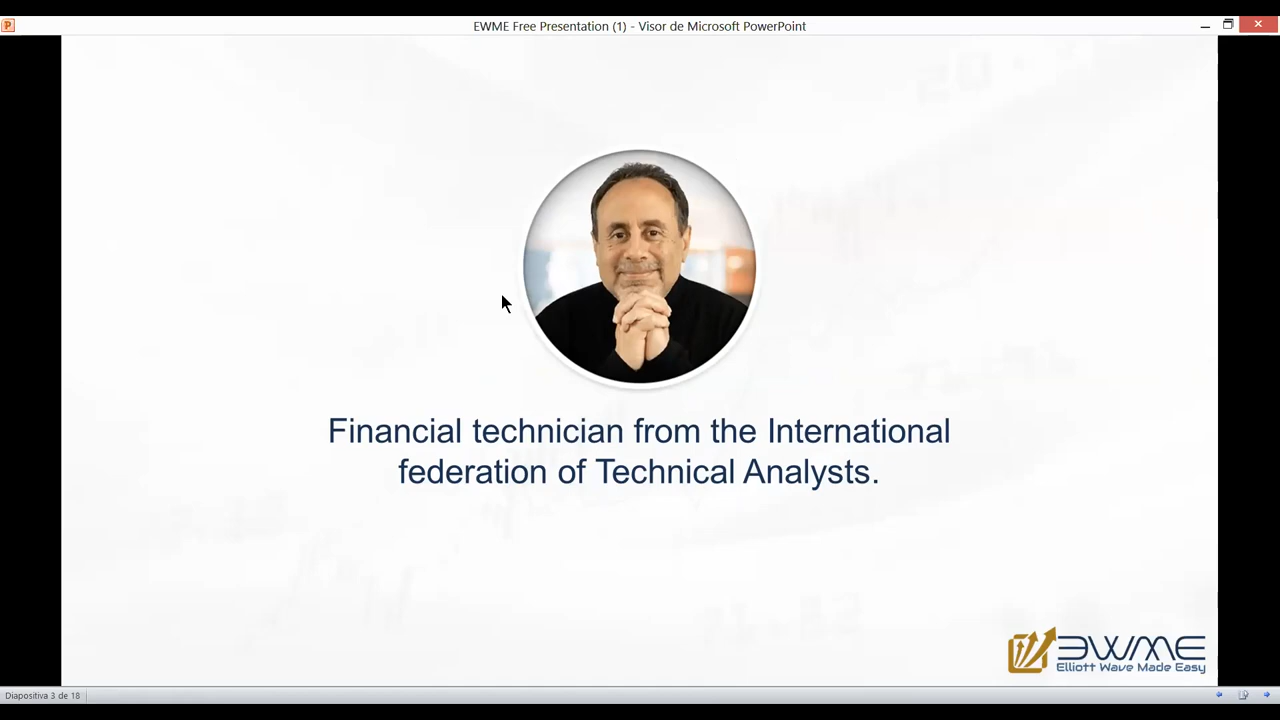 EWME Free Presentation (1) - Visor de Microsoft PowerPoint
Financial technician from the International
federation of Technical Analysts.
EWME
Elliott Wave Made Easy
Diapositiva 3 de 18